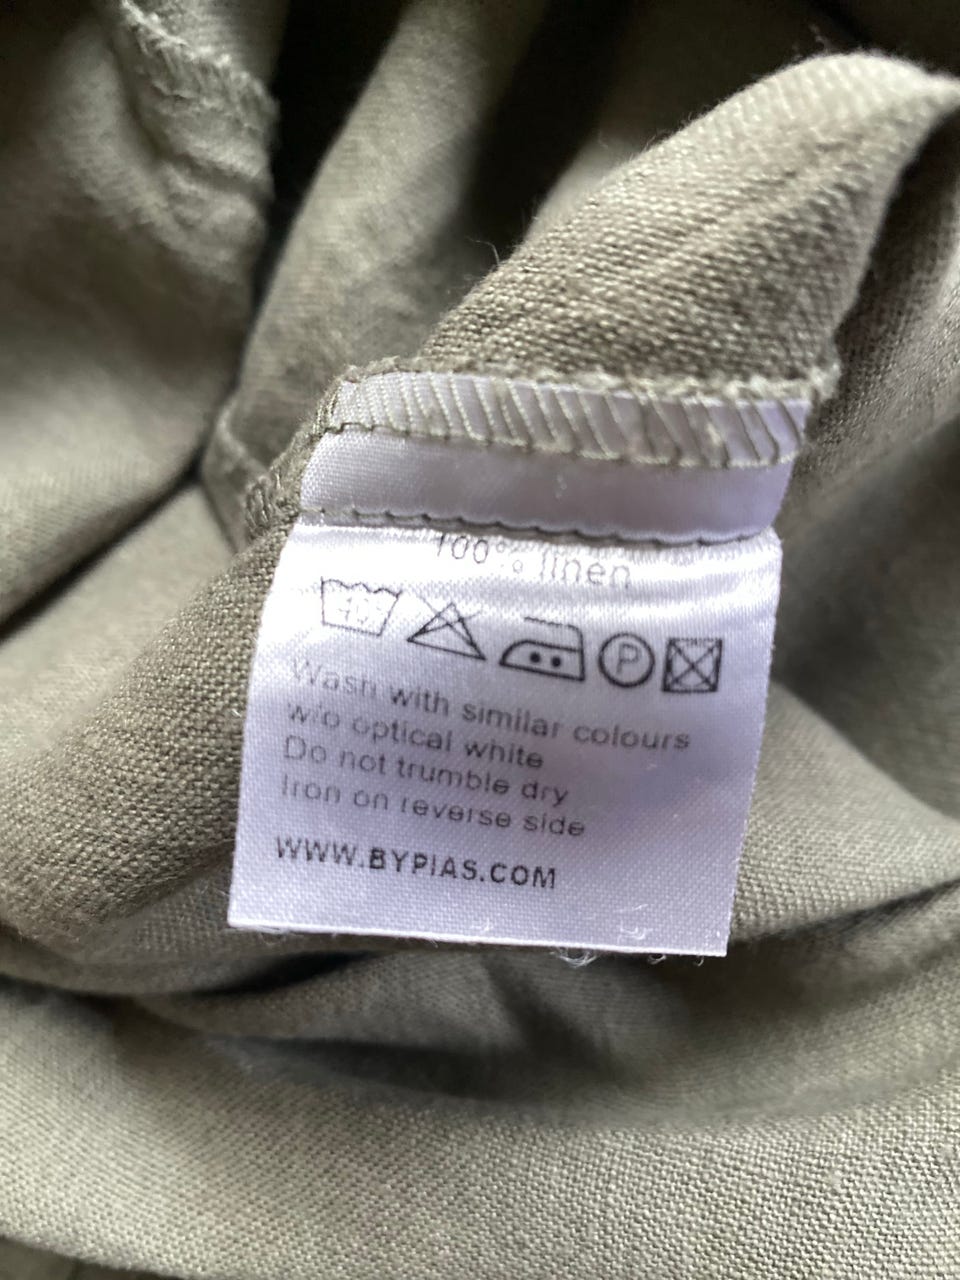 100% linen
40°
P
Wash with similar colours
w/o optical white
Do not trumble dry
Iron on reverse side
WWW.BYPIAS.COM